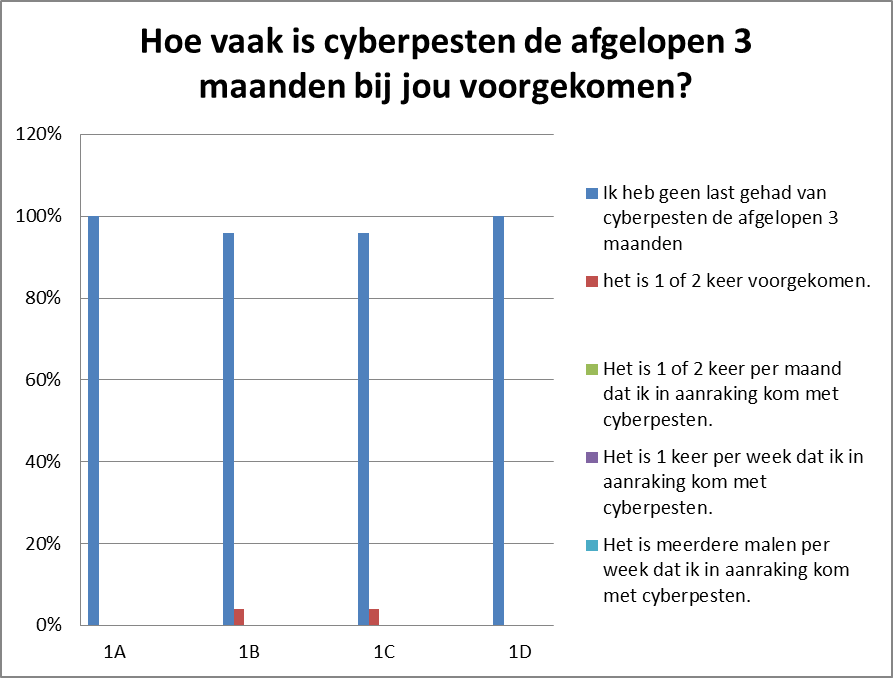 Hoe vaak is cyberpesten de afgelopen 3
maanden bij jou voorgekomen?
120%
100%
80%
60%
40%
20%
0%
1A
1B
1C
1D
Ik heb geen last gehad van
cyberpesten de afgelopen 3
maanden
het is 1 of 2 keer voorgekomen.
Het is 1 of 2 keer per maand
dat ik in aanraking kom met
cyberpesten.
Het is 1 keer per week dat ik in
aanraking kom met
cyberpesten.
Het is meerdere malen per
week dat ik in aanraking kom
met cyberpesten.